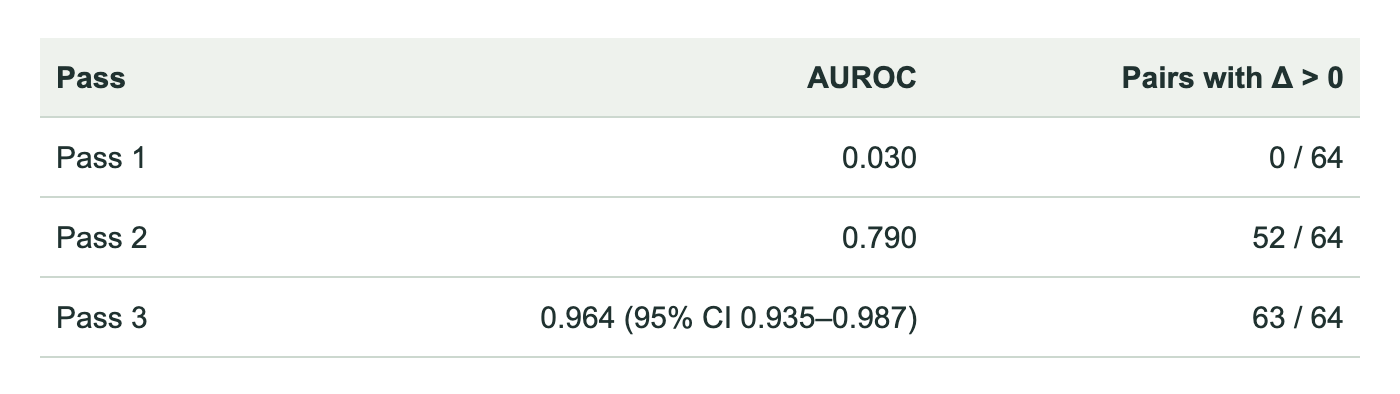 Pass AUROC Pairs with Δ > 0
Pass 1 0.030 0 / 64
Pass 2 0.790 52 / 64
Pass 3 0.964 (95% CI 0.935–0.987) 63 / 64